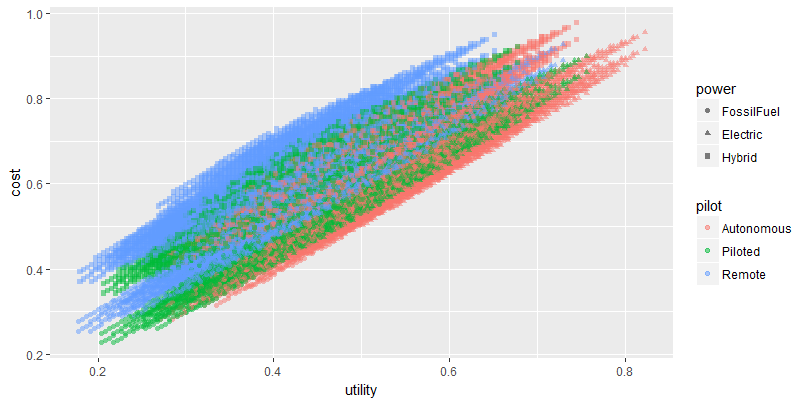 1.0
0.8
0.6
0.4
0.2
cost
0.2 0.4 0.6 0.8
utility
power
FossilFuel
Electric
Hybrid
pilot
Autonomous
Piloted
Remote